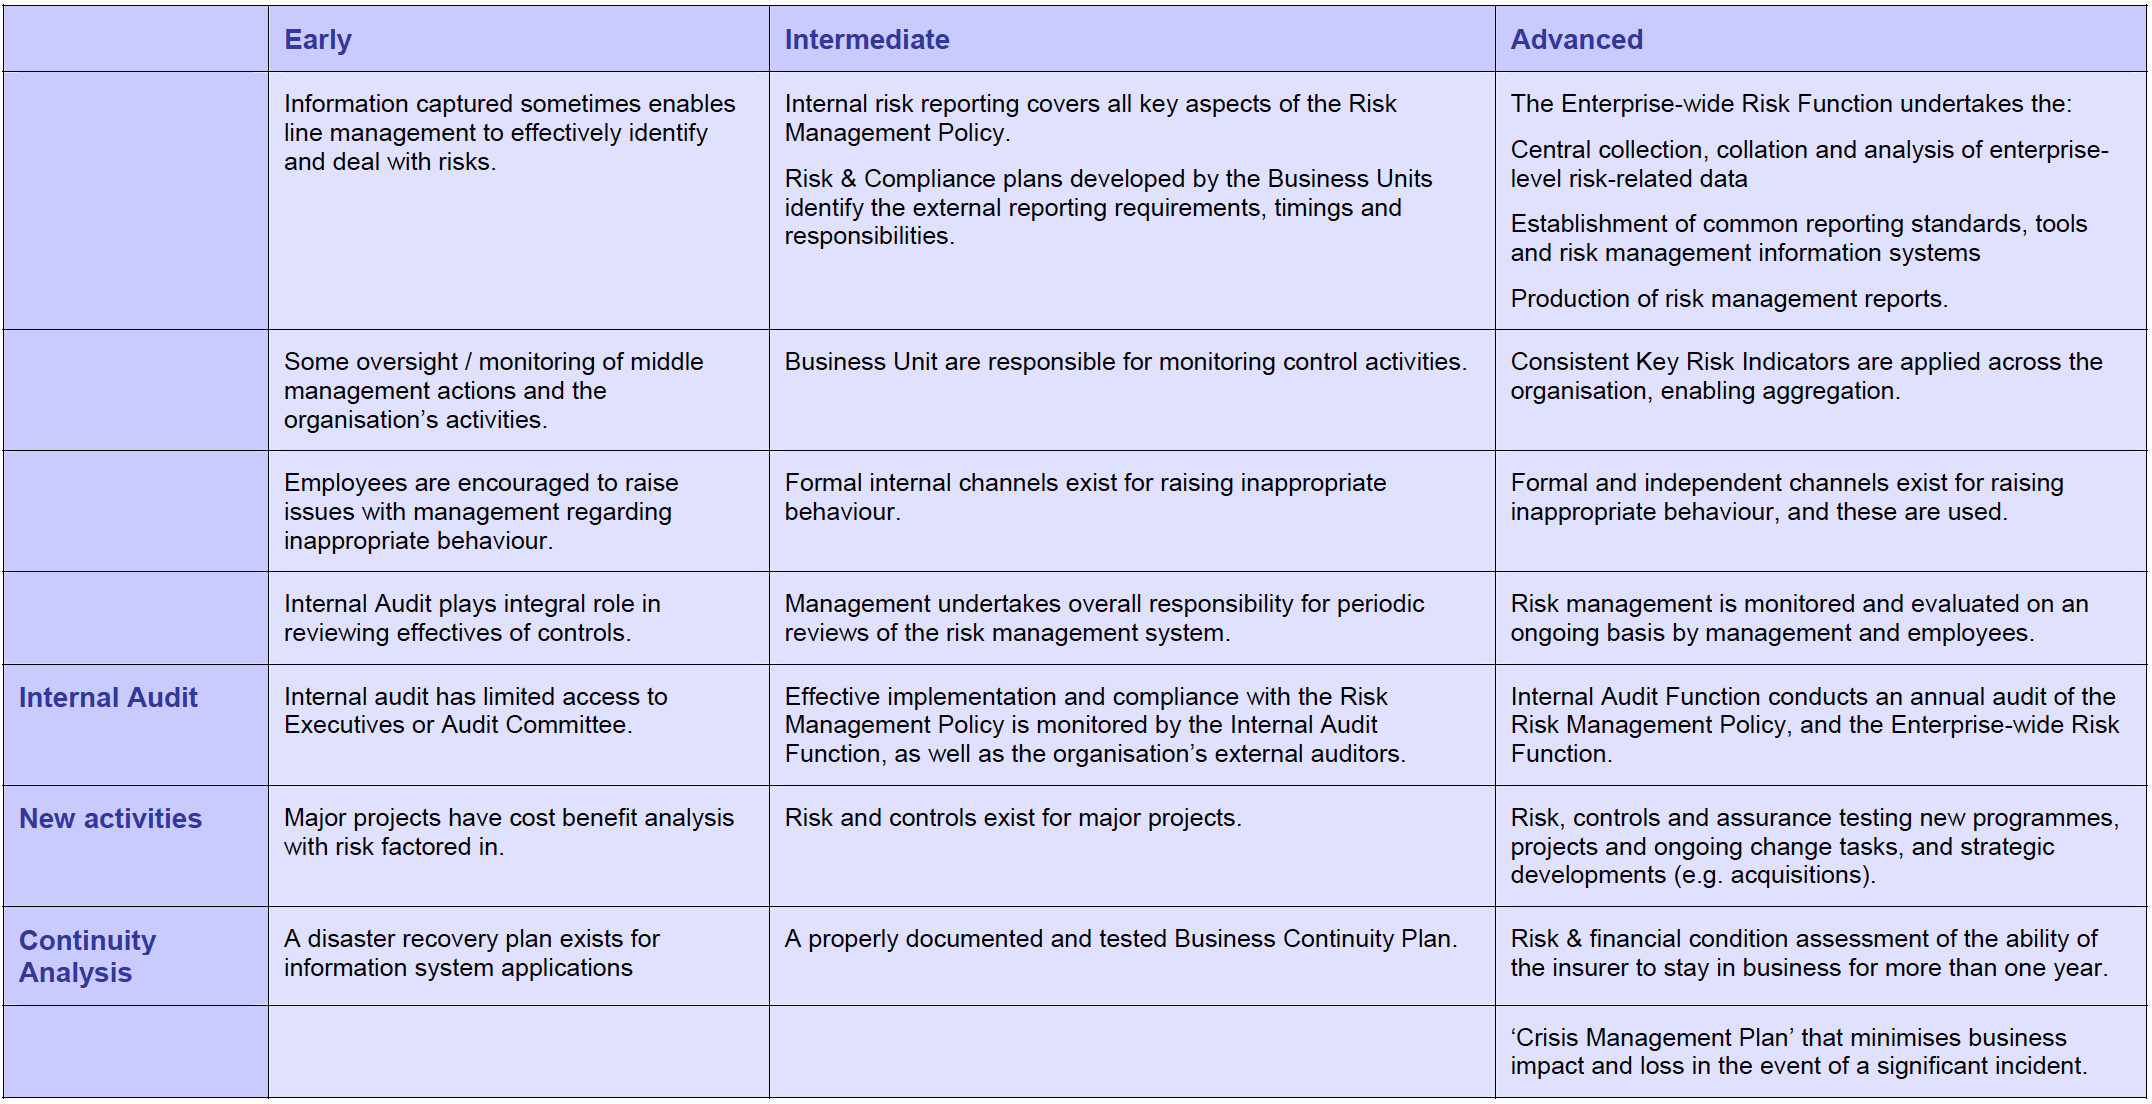 Early
Intermediate
Advanced
Information captured sometimes enables
line management to effectively identify
and deal with risks.
Internal risk reporting covers all key aspects of the Risk
Management Policy.
Risk & Compliance plans developed by the Business Units
identify the external reporting requirements, timings and
responsibilities.
The Enterprise-wide Risk Function undertakes the:
Central collection, collation and analysis of enterprise-
level risk-related data
Establishment of common reporting standards, tools
and risk management information systems
Production of risk management reports.
Some oversight / monitoring of middle
management actions and the
organisation’s activities.
Business Unit are responsible for monitoring control activities.
Consistent Key Risk Indicators are applied across the
organisation, enabling aggregation.
Employees are encouraged to raise
issues with management regarding
inappropriate behaviour.
Formal internal channels exist for raising inappropriate
behaviour.
Formal and independent channels exist for raising
inappropriate behaviour, and these are used.
Internal Audit plays integral role in
reviewing effectives of controls.
Management undertakes overall responsibility for periodic
reviews of the risk management system.
Risk management is monitored and evaluated on an
ongoing basis by management and employees.
Internal Audit
Internal audit has limited access to
Executives or Audit Committee.
Effective implementation and compliance with the Risk
Management Policy is monitored by the Internal Audit
Function, as well as the organisation’s external auditors.
Internal Audit Function conducts an annual audit of the
Risk Management Policy, and the Enterprise-wide Risk
Function.
New activities
Major projects have cost benefit analysis
with risk factored in.
Risk and controls exist for major projects.
Risk, controls and assurance testing new programmes,
projects and ongoing change tasks, and strategic
developments (e.g. acquisitions).
Continuity
Analysis
A disaster recovery plan exists for
information system applications
A properly documented and tested Business Continuity Plan.
Risk & financial condition assessment of the ability of
the insurer to stay in business for more than one year.
‘Crisis Management Plan’ that minimises business
impact and loss in the event of a significant incident.